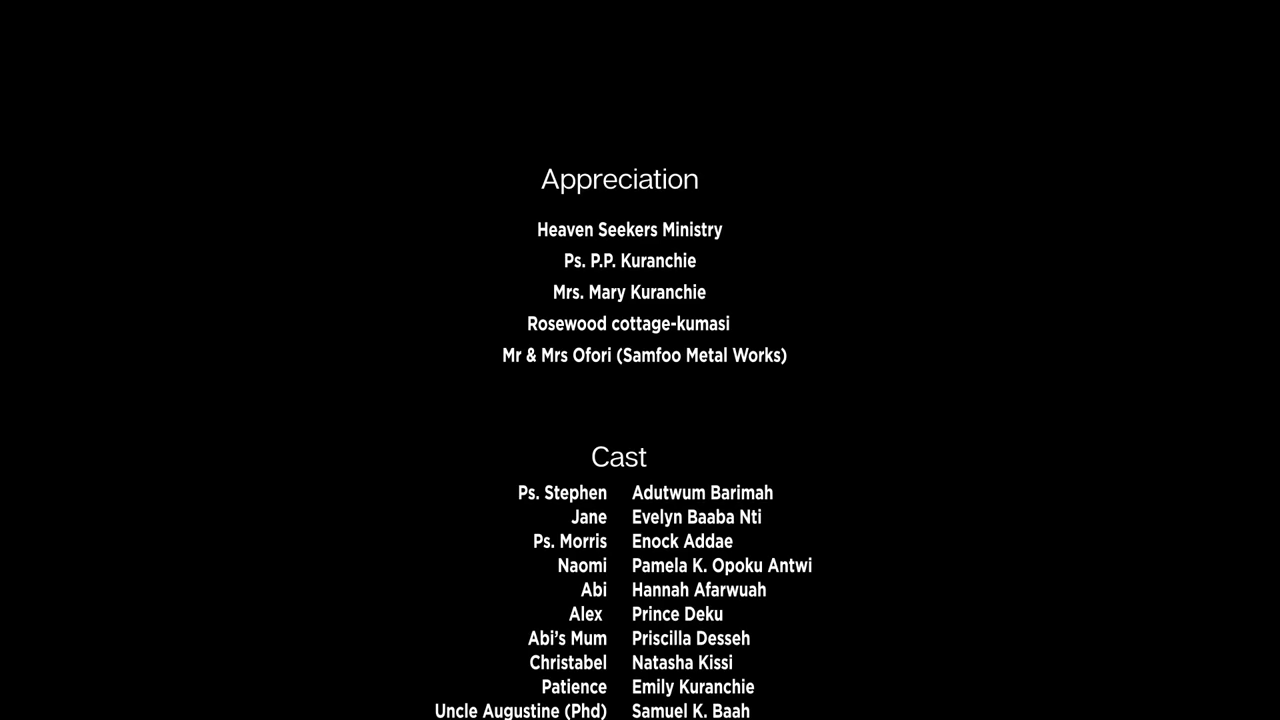 Appreciation
Heaven Seekers Ministry
Ps. P.P. Kuranchie
Mrs. Mary Kuranchie
Rosewood cottage-kumasi
Mr & Mrs Ofori (Samfoo Metal Works)
Cast
Ps. Stephen Adutwum Barimah
Jane Evelyn Baaba Nti
Ps. Morris Enock Addae
Naomi Pamela K. Opoku Antwi
Abi Hannah Afarwuah
Alex Prince Deku
Abi’s Mum Priscilla Desseh
Christabel Natasha Kissi
Patience Emily Kuranchie
Uncle Augustine (Phd) Samuel K. Baah